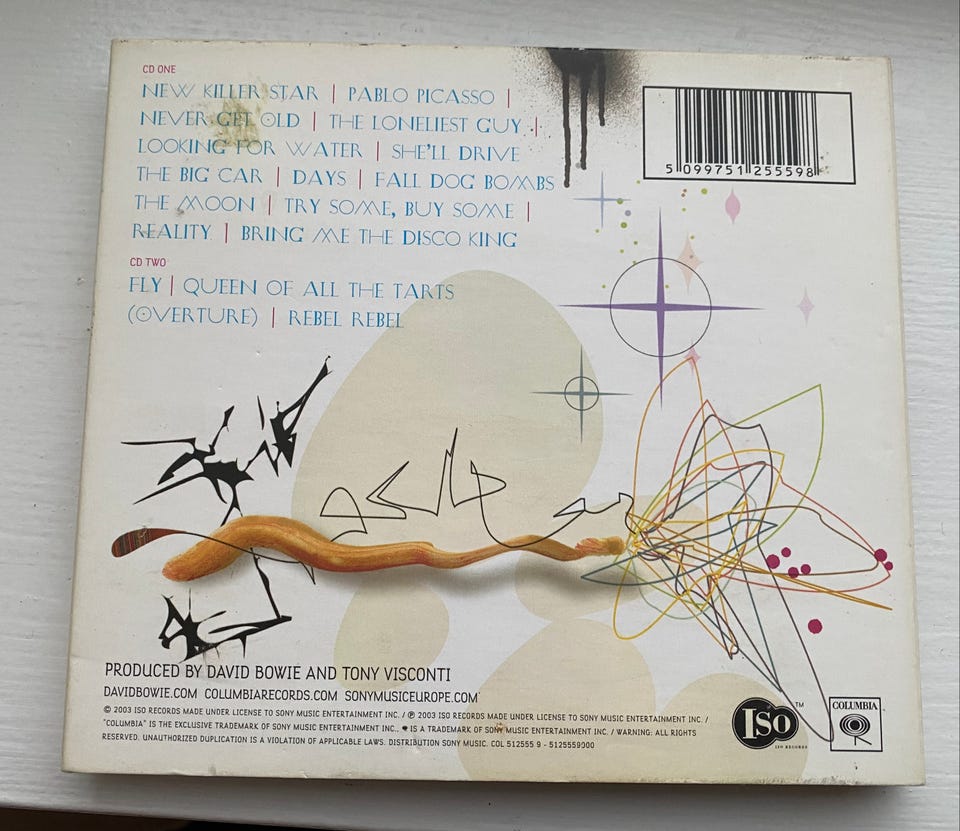 CD ONE
NEW KILLER STAR | PABLO PICASSO |
NEVER GET OLD | THE LONELIEST GUY |
LOOKING FOR WATER | SHE'LL DRIVE
THE BIG CAR | DAYS | FALL DOG BOMBS
THE MOON | TRY SOME, BUY SOME |
REALITY | BRING ME THE DISCO KING
CD TWO
FLY | QUEEN OF ALL THE TARTS
(OVERTURE) | REBEL REBEL
5 099751 255598
PRODUCED BY DAVID BOWIE AND TONY VISCONTI
DAVIDBOWIE.COM COLUMBIARECORDS.COM SONYMUSICEUROPE.COM
© 2003 ISO RECORDS MADE UNDER LICENSE TO SONY MUSIC ENTERTAINMENT INC. / ℗ 2003 ISO RECORDS MADE UNDER LICENSE TO SONY MUSIC ENTERTAINMENT INC. /
"COLUMBIA" IS THE EXCLUSIVE TRADEMARK OF SONY MUSIC ENTERTAINMENT INC., IS A TRADEMARK OF SONY MUSIC ENTERTAINMENT INC. / WARNING: ALL RIGHTS
RESERVED. UNAUTHORIZED DUPLICATION IS A VIOLATION OF APPLICABLE LAWS. DISTRIBUTION SONY MUSIC. COL 512555 9 - 5125559000
ISO TM
ISO RECORDS
COLUMBIA